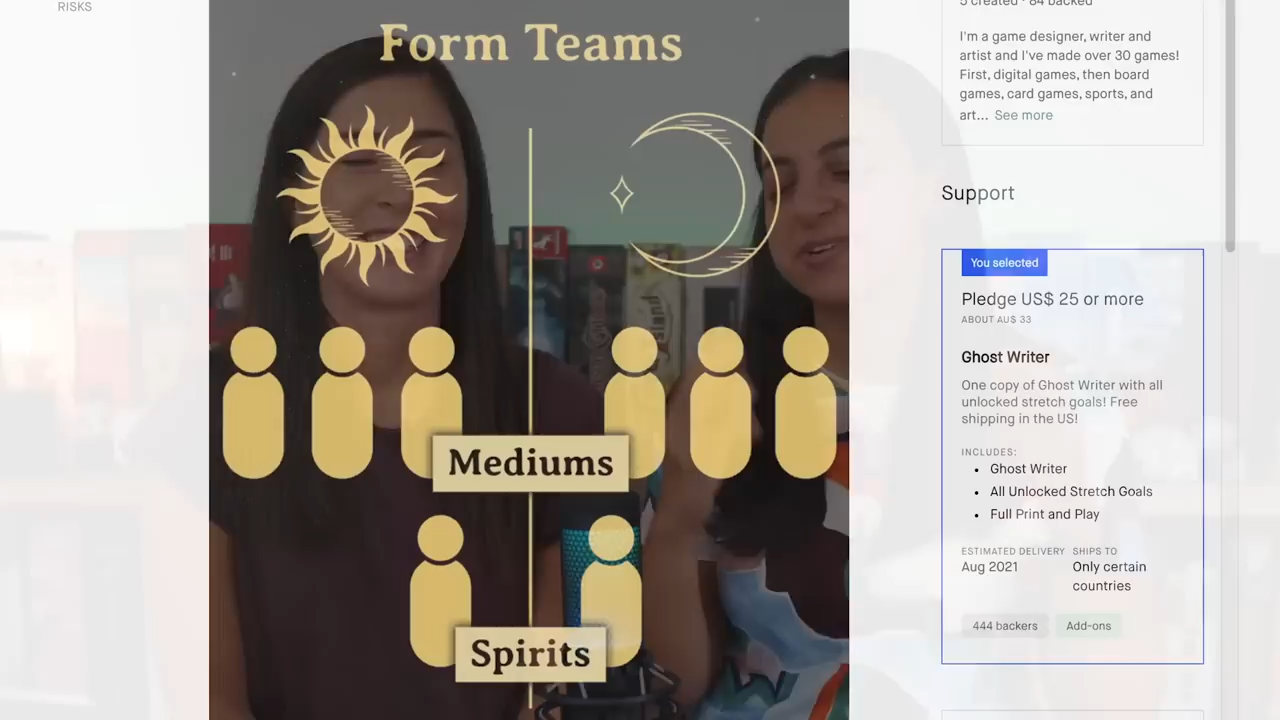 RISKS
Form Teams
Mediums
Spirits
5 created · 84 backed
I'm a game designer, writer and
artist and I've made over 30 games!
First, digital games, then board
games, card games, sports, and
art... See more
Support
You selected
Pledge US$ 25 or more
ABOUT AU$ 33
Ghost Writer
One copy of Ghost Writer with all
unlocked stretch goals! Free
shipping in the US!
INCLUDES:
• Ghost Writer
• All Unlocked Stretch Goals
• Full Print and Play
ESTIMATED DELIVERY SHIPS TO
Aug 2021 Only certain
countries
444 backers Add-ons